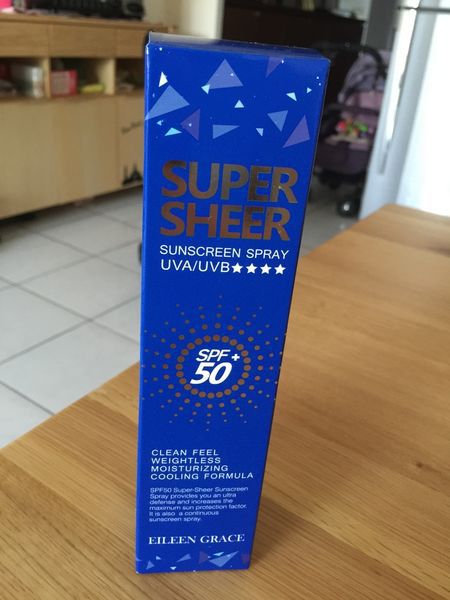 SUPER
SHEER
SUNSCREEN SPRAY
UVA/UVB★★★★
SPF+
50
CLEAN FEEL
WEIGHTLESS
MOISTURIZING
COOLING FORMULA
SPF50 Super-Sheer Sunscreen
Spray provides you an ultra
defense and increases the
maximum sun protection factor.
It is also a continuous
sunscreen spray.
EILEEN GRACE